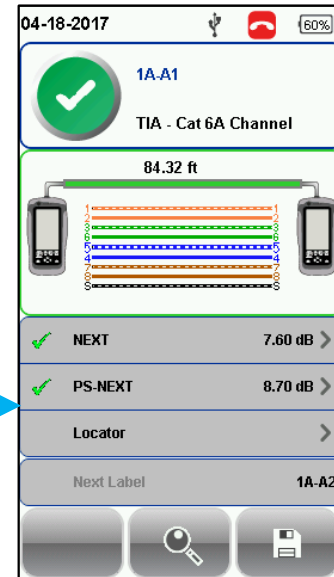 04-18-2017 60%
1A-A1
TIA - Cat 6A Channel
84.32 ft
1 1
2 2
3 3
6 6
5 5
4 4
7 7
8 8
S S
NEXT 7.60 dB
PS-NEXT 8.70 dB
Locator
Next Label 1A-A2